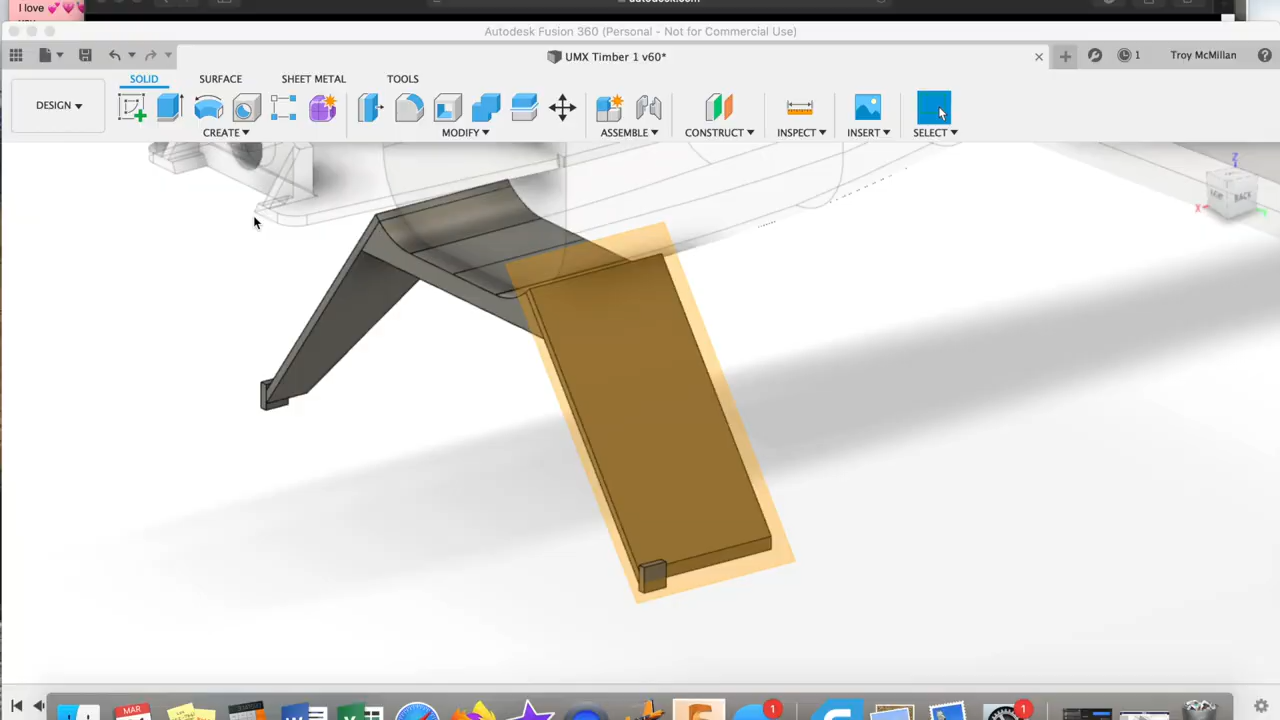 I love 💕💗💕
Autodesk Fusion 360 (Personal - Not for Commercial Use)
UMX Timber 1 v60*
1
Troy McMillan
DESIGN
SOLID
SURFACE
SHEET METAL
TOOLS
CREATE
MODIFY
ASSEMBLE
CONSTRUCT
INSPECT
INSERT
SELECT
Z
BACK
X
Y
MAR
1
1